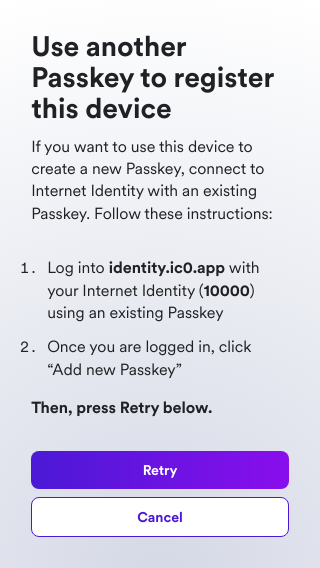 Use another
Passkey to register
this device
If you want to use this device to
create a new Passkey, connect to
Internet Identity with an existing
Passkey. Follow these instructions:
1. Log into identity.ic0.app with
your Internet Identity (10000)
using an existing Passkey
2. Once you are logged in, click
“Add new Passkey”
Then, press Retry below.
Retry
Cancel